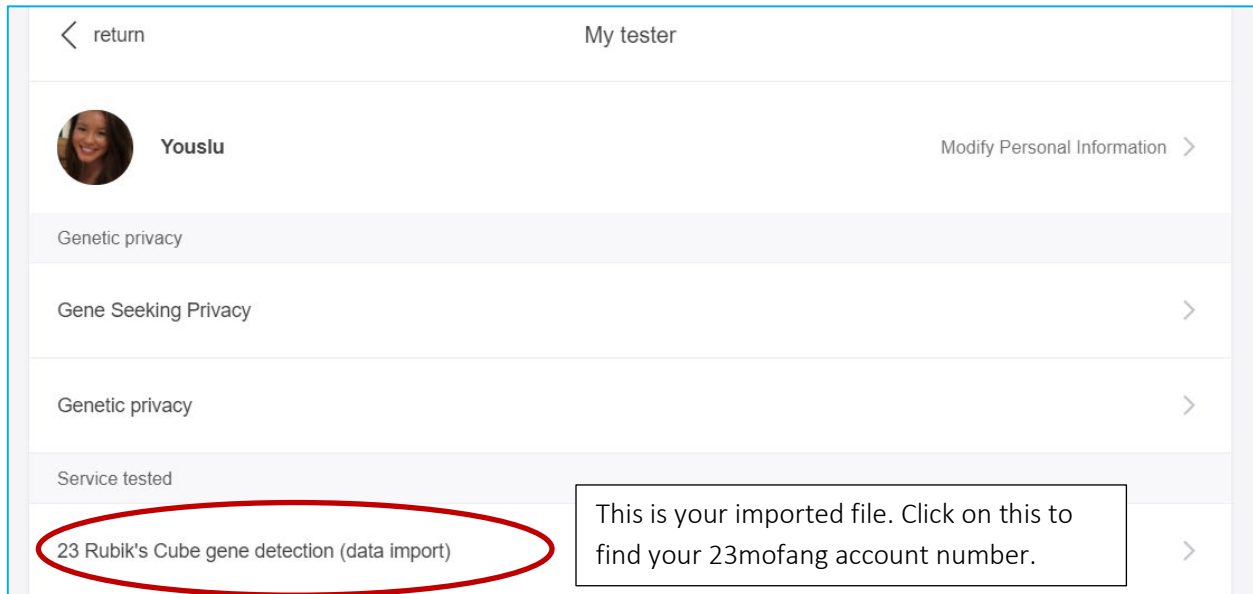 return
My tester
Youslu
Modify Personal Information
Genetic privacy
Gene Seeking Privacy
Genetic privacy
Service tested
23 Rubik's Cube gene detection (data import)
This is your imported file. Click on this to
find your 23mofang account number.